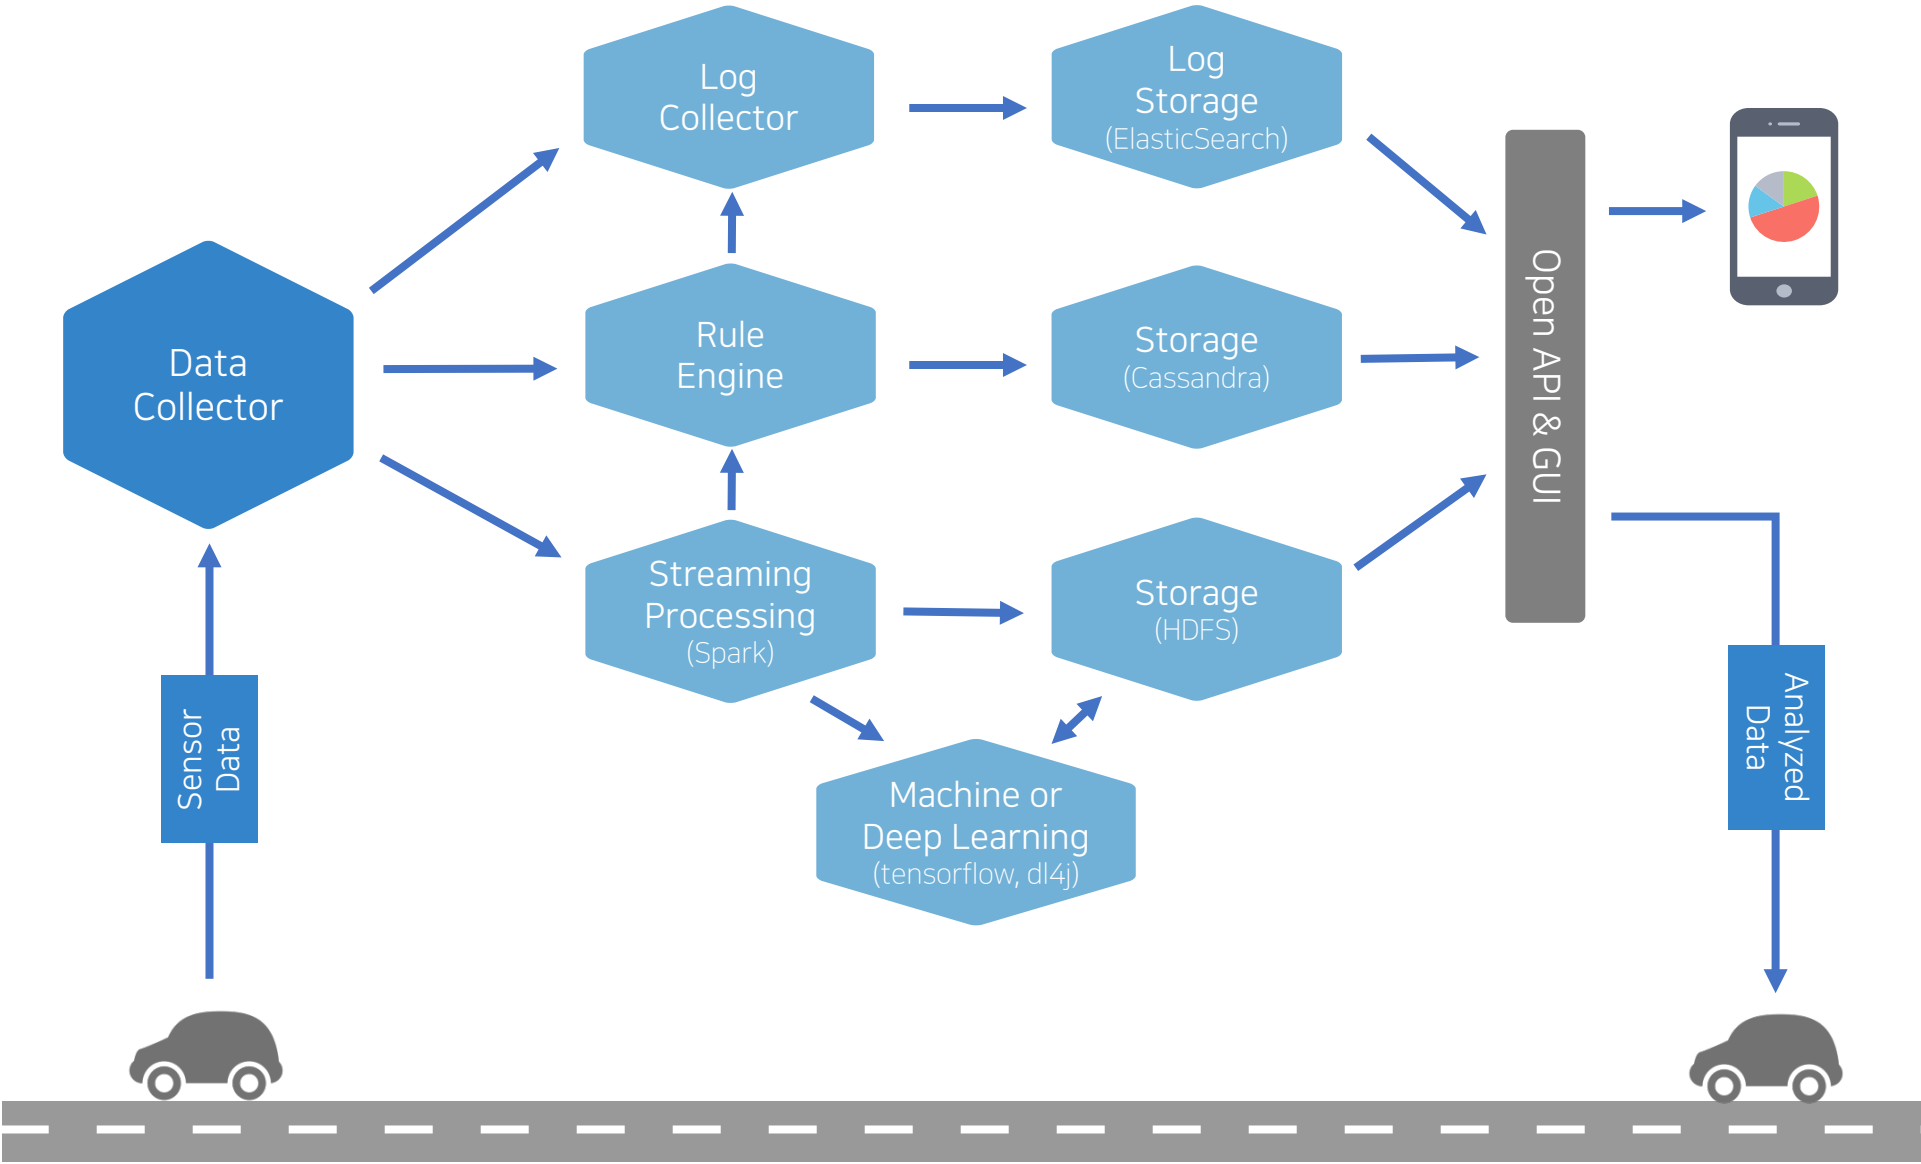 Log
Collector
Log
Storage
(ElasticSearch)
Data
Collector
Rule
Engine
Storage
(Cassandra)
Open API & GUI
Streaming
Processing
(Spark)
Storage
(HDFS)
Sensor
Data
Machine or
Deep Learning
(tensorflow, dl4j)
Analyzed
Data